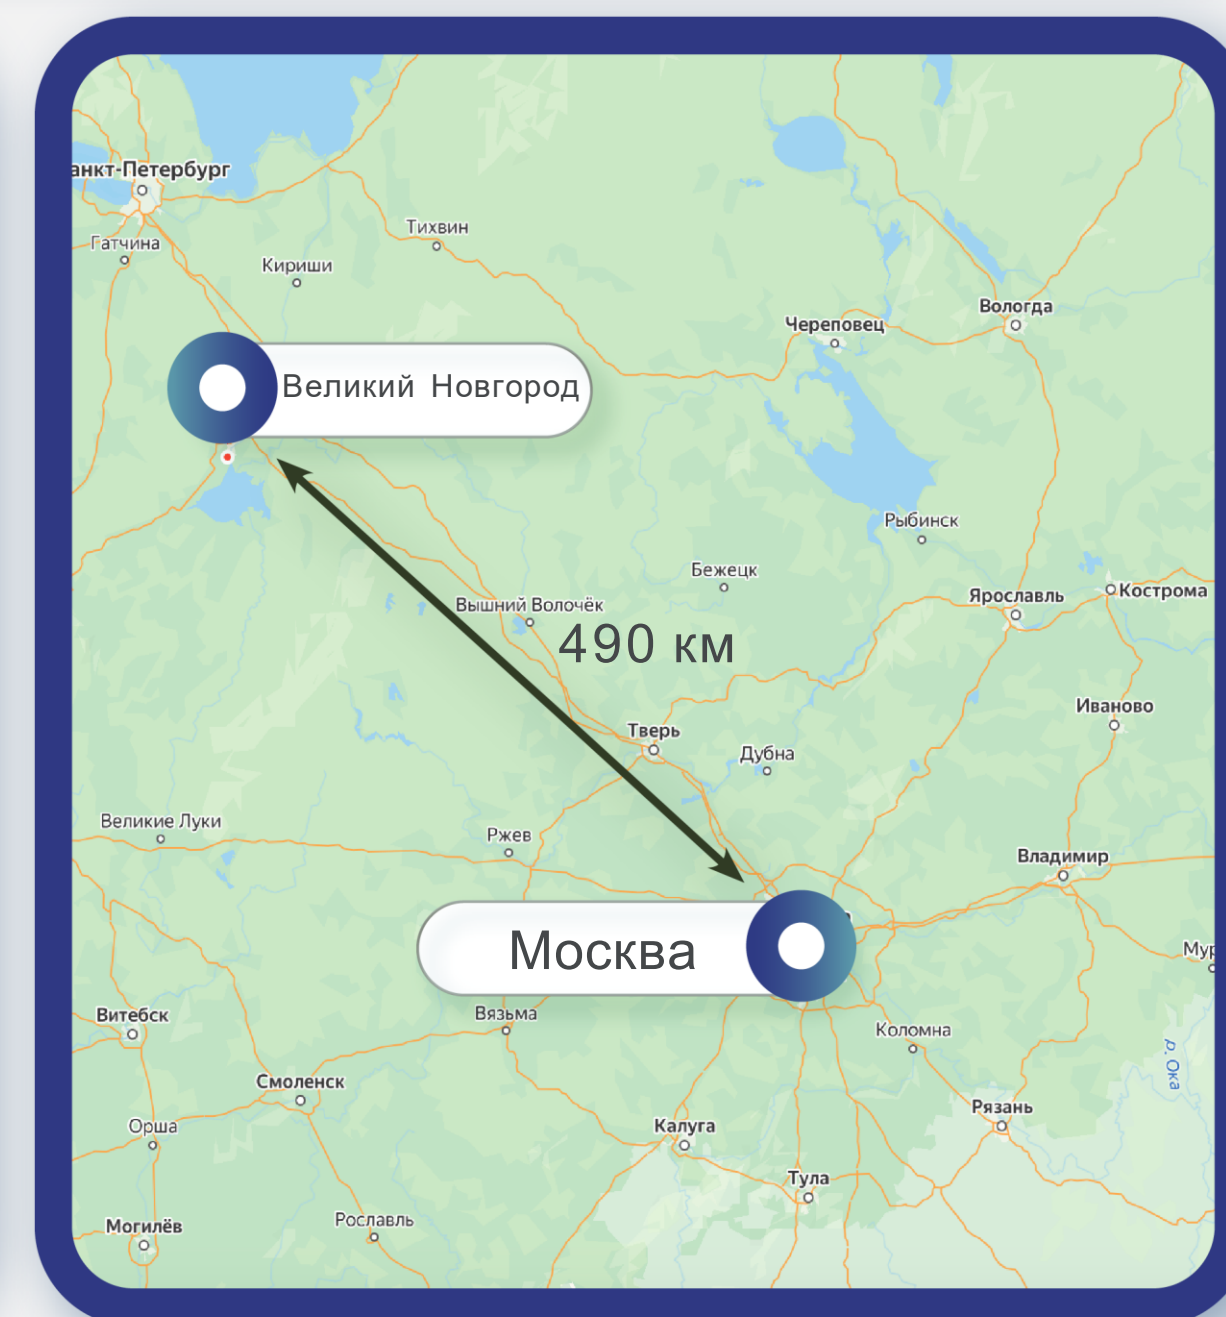 анкт-Петербург
Тихвин
Гатчина
Кириши
Вологда
Череповец
Великий Новгород
Рыбинск
Бежецк
Кострома
Ярославль
Вышний Волочёк
490 км
Иваново
Тверь
Дубна
Великие Луки
Ржев
Владимир
Москва
Мур
Вязьма
Витебск
Коломна
р. Ока
Смоленск
Рязань
Орша
Калуга
Тула
Рославль
Могилёв